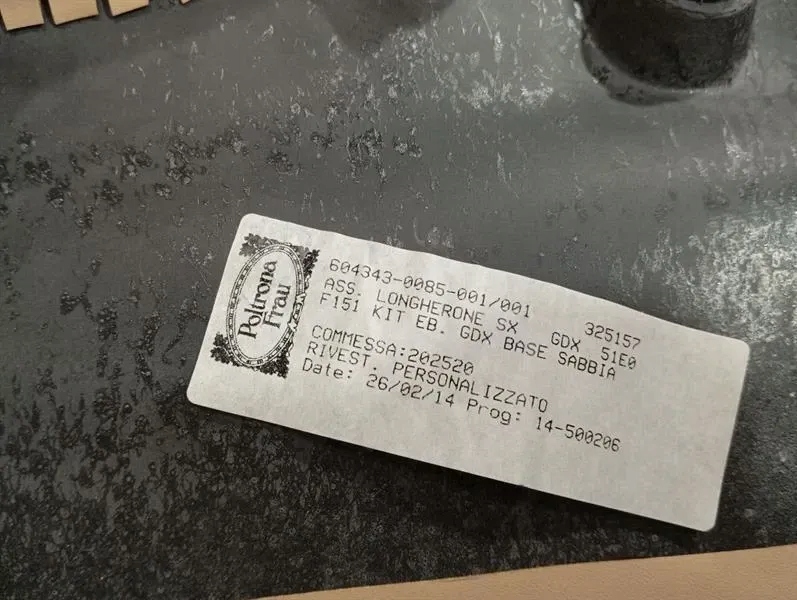 Poltrona
Frau
604343-0085-001/001 325157
ASS. LONGHERONE SX GDX 51E0
F151 KIT EB. GDX BASE SABBIA
COMMESSA:202520
RIVEST. PERSONALIZZATO
Date: 26/02/14 Prog: 14-500206